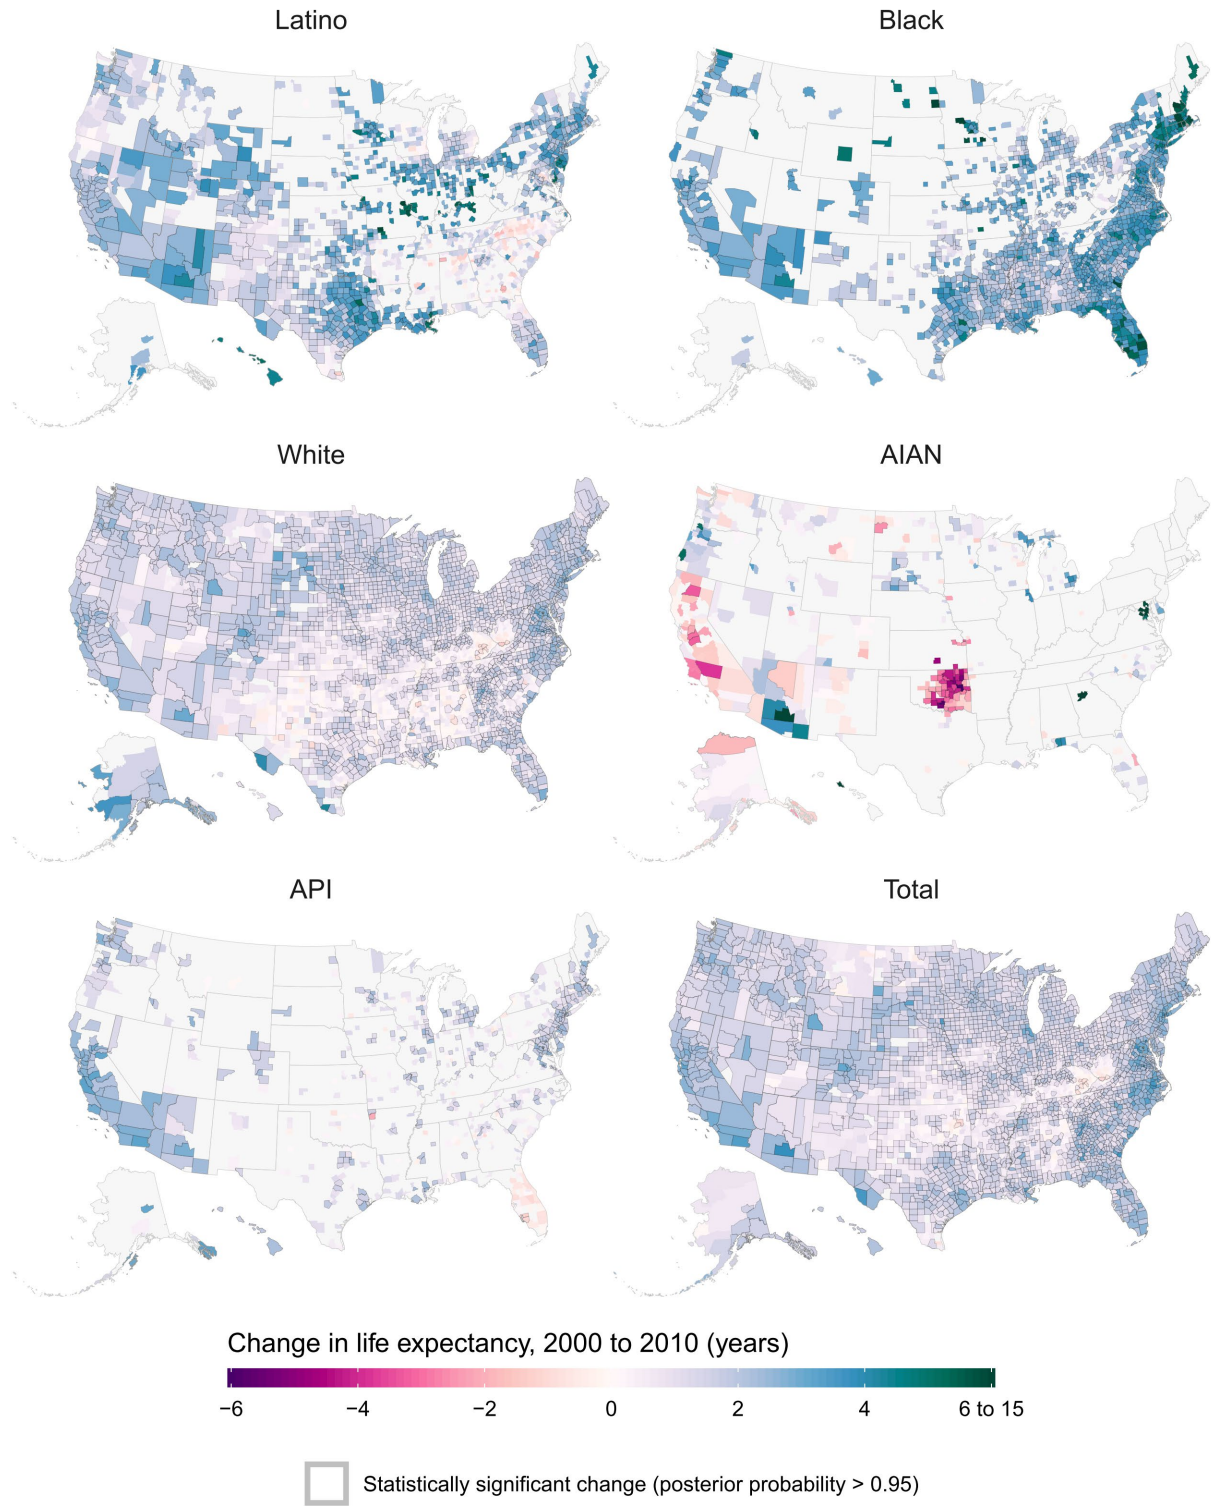 Latino
Black
White
AIAN
API
Total
Change in life expectancy, 2000 to 2010 (years)
−6 −4 −2 0 2 4 6 to 15
Statistically significant change (posterior probability > 0.95)